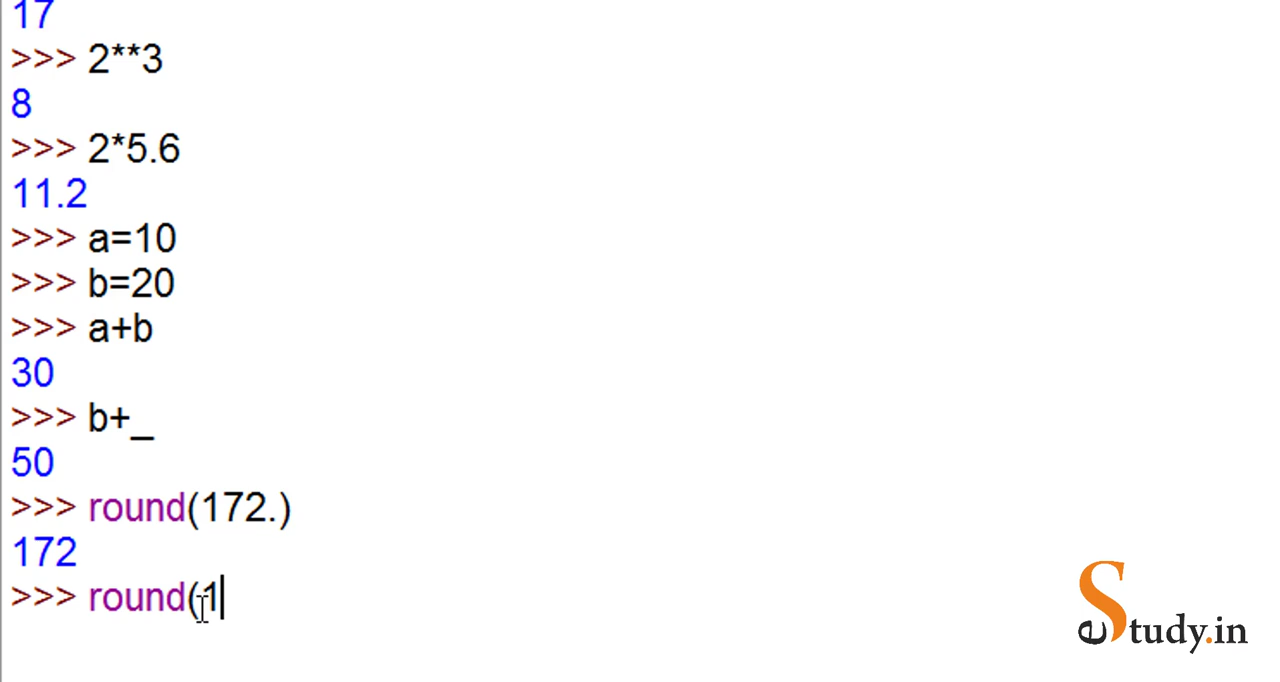 17
>>> 2**3
8
>>> 2*5.6
11.2
>>> a=10
>>> b=20
>>> a+b
30
>>> b+_
50
>>> round(172.)
172
>>> round(1
eStudy.in